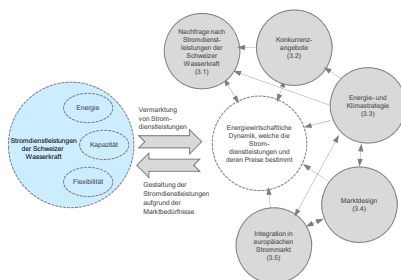 Nachfrage nach
Stromdienst-
leistungen der
Schweizer
Wasserkraft
(3.1)
Konkurrenz-
angebote
(3.2)
Energie- und
Klimastrategie
(3.3)
Energie
Kapazität
Flexibilität
Stromdienstleistungen
der Schweizer
Wasserkraft
Vermarktung
von Strom-
dienstleistungen
Gestaltung der
Stromdienstleistungen
aufgrund der
Marktbedürfnisse
Energiewirtschaftliche
Dynamik, welche die
Strom-
dienstleistungen und
deren Preise bestimmt
Marktdesign
(3.4)
Integration in
europäischen
Strommarkt
(3.5)